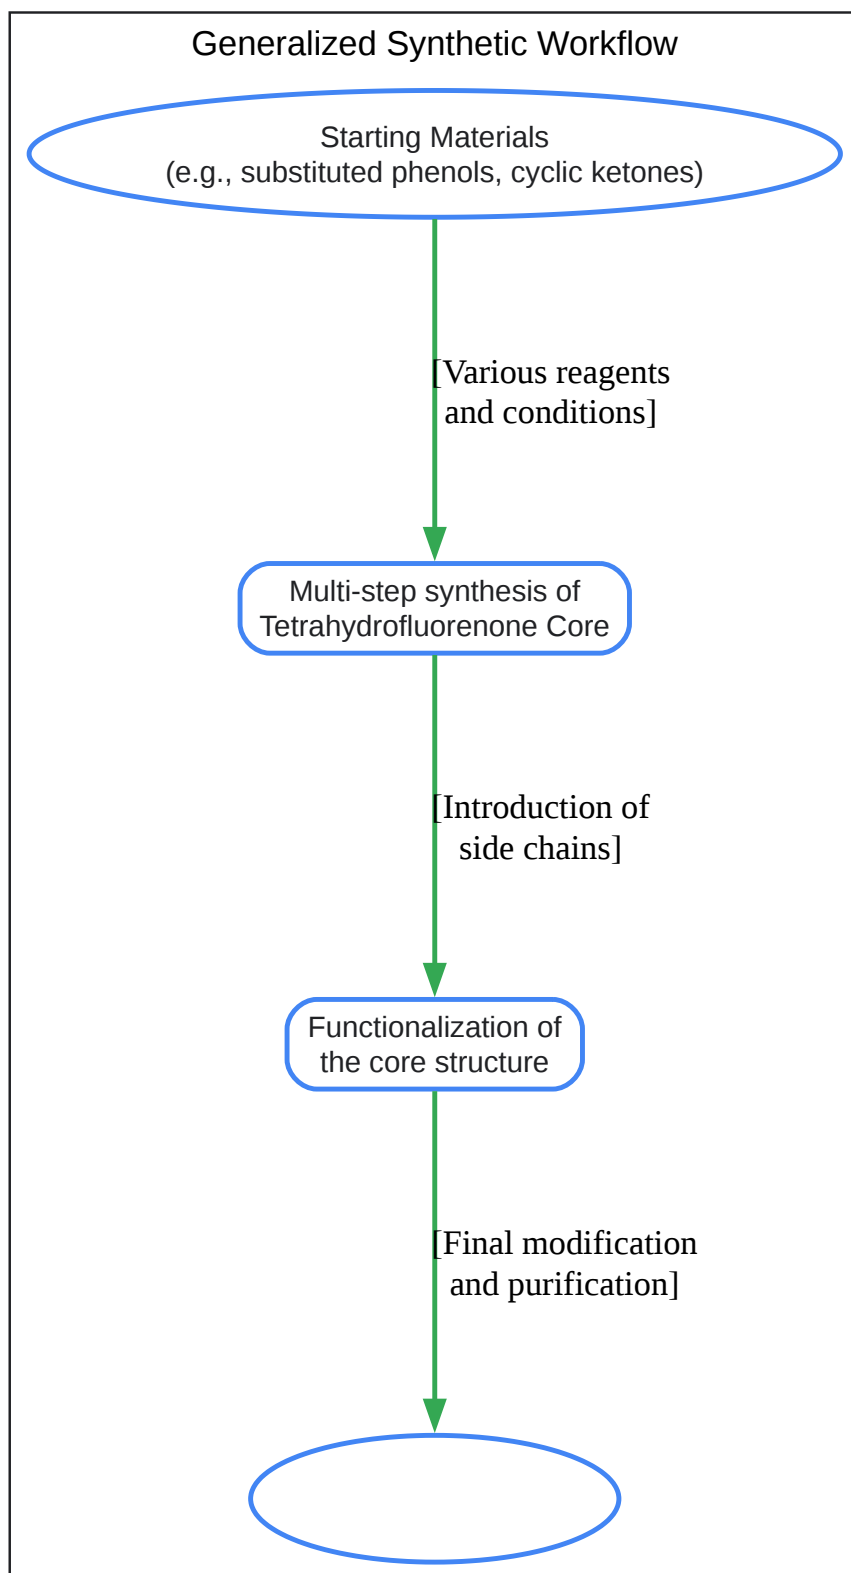 Generalized Synthetic Workflow
Starting Materials
(e.g., substituted phenols, cyclic ketones)
[Various reagents
and conditions]
Multi-step synthesis of
Tetrahydrofluorenone Core
[Introduction of
side chains]
Functionalization of
the core structure
[Final modification
and purification]